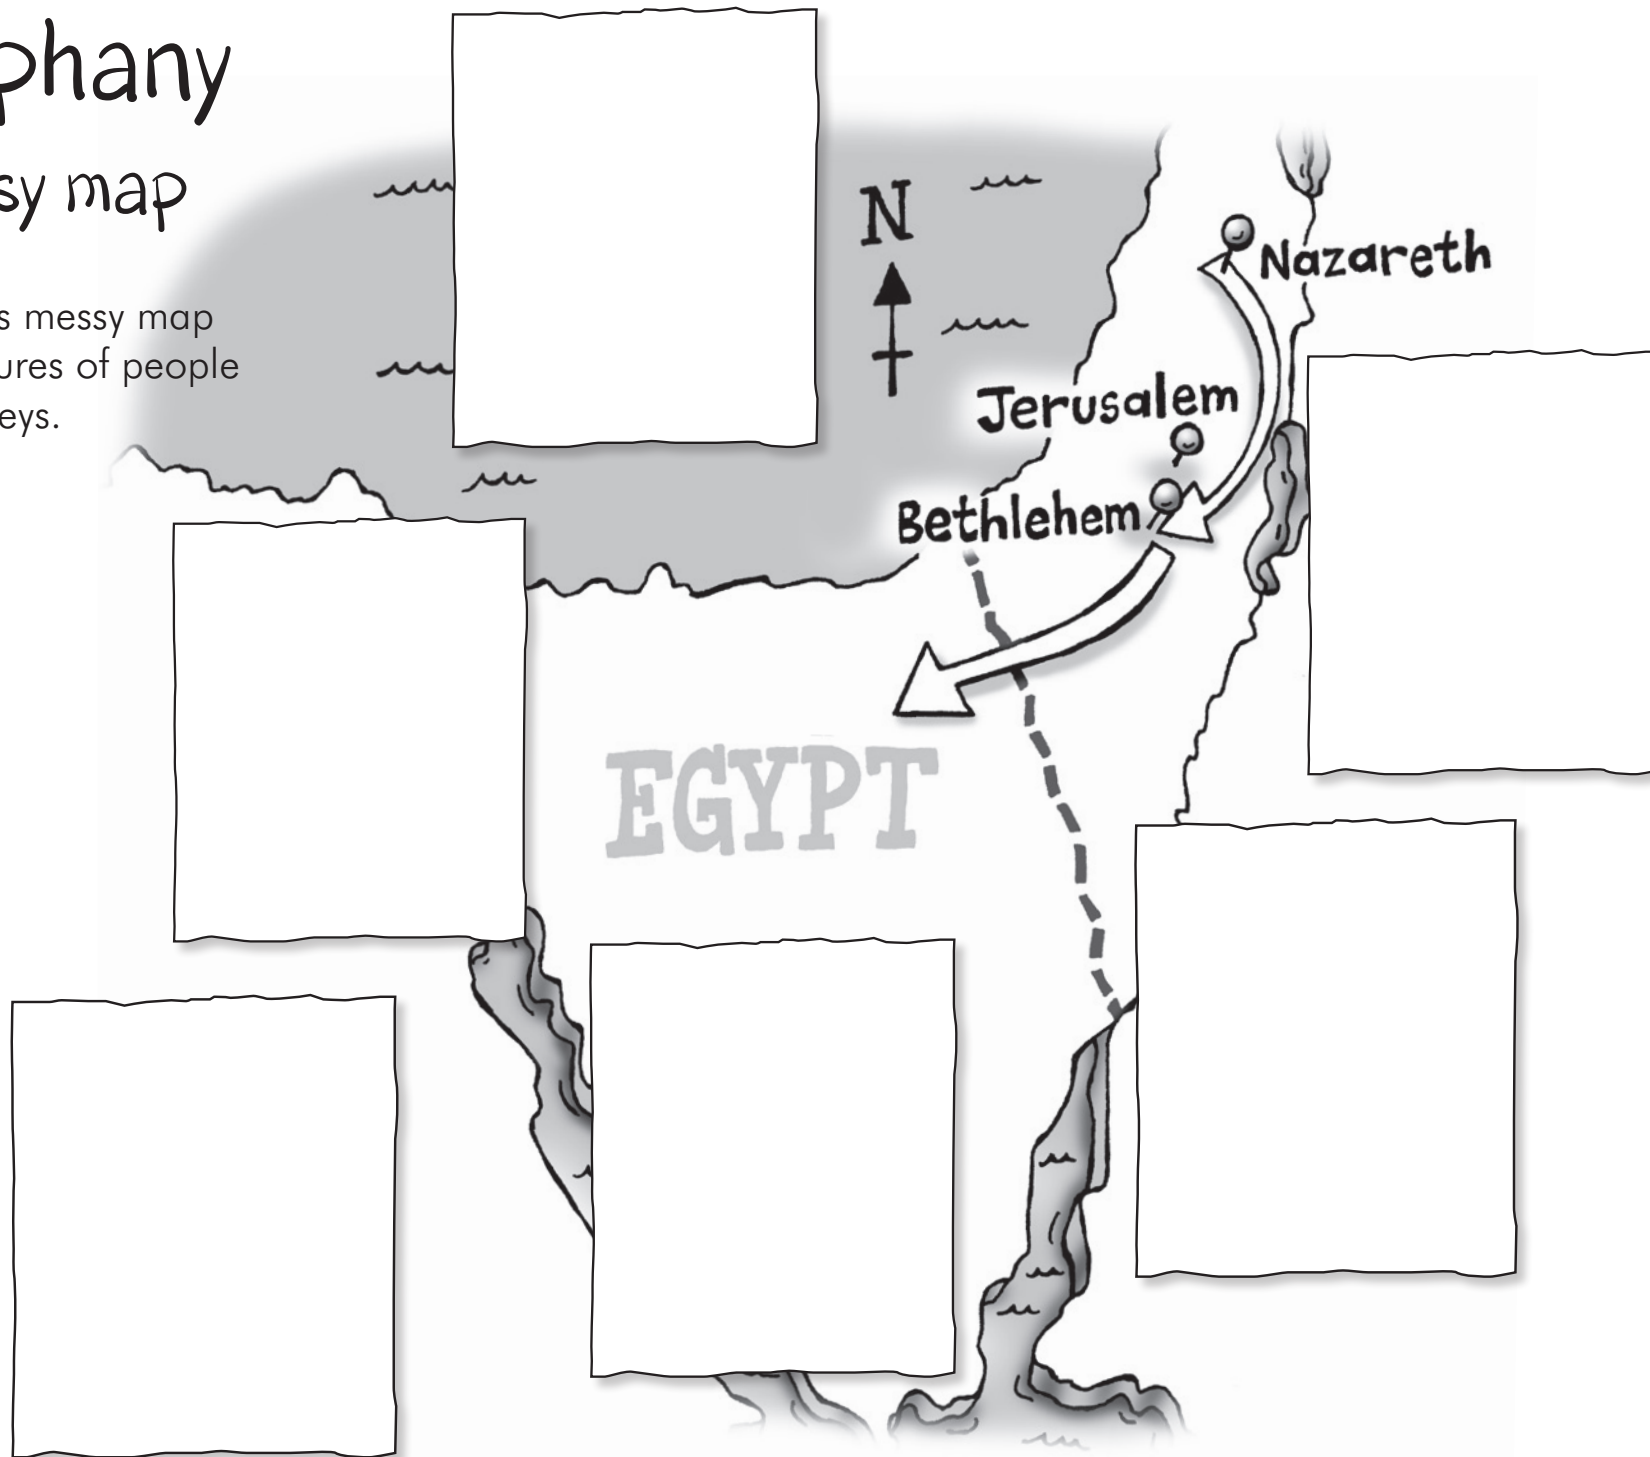 phany
sy map
s messy map
ures of people
eys.
N
Nazareth
Jerusalem
Bethlehem
EGYPT